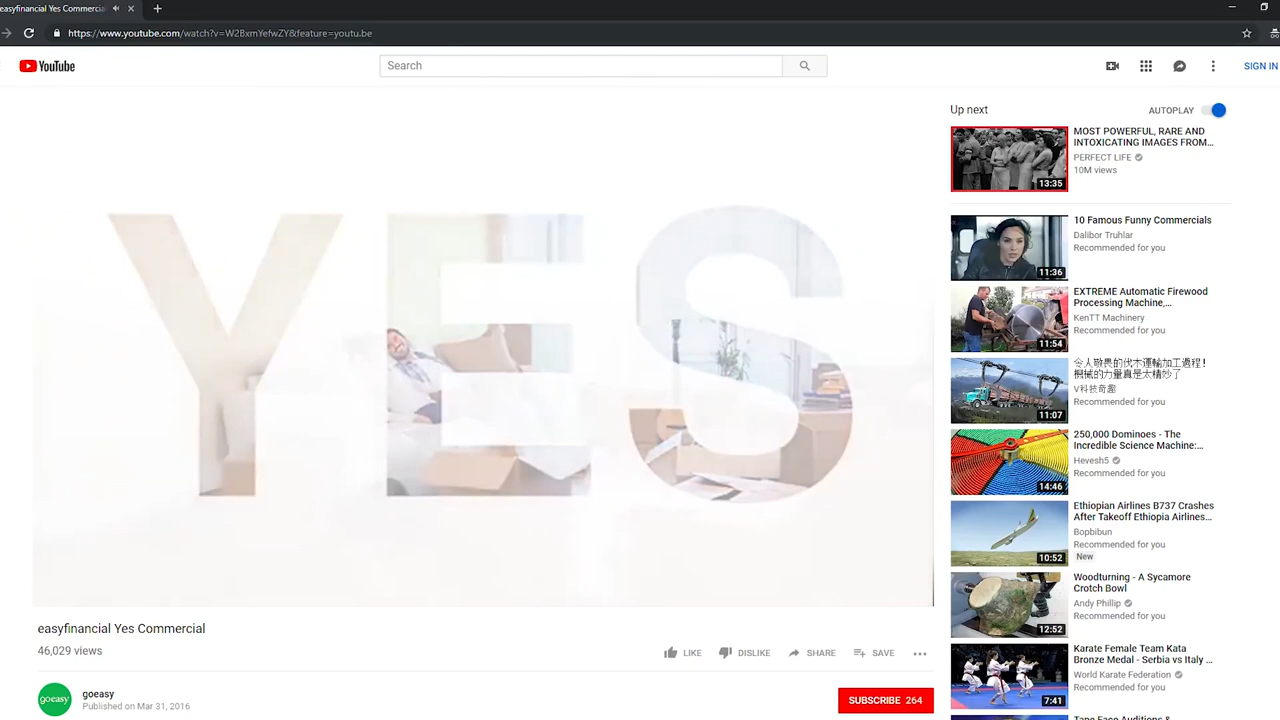 easyfinancial Yes Commercia
https://www.youtube.com/watch?v=W2BxmYefwZY&feature=youtu.be
YouTube
Search
SIGN IN
YES
Up next
AUTOPLAY
MOST POWERFUL, RARE AND
INTOXICATING IMAGES FROM...
PERFECT LIFE
10M views
13:35
10 Famous Funny Commercials
Dalibor Truhlar
Recommended for you
11:36
EXTREME Automatic Firewood
Processing Machine,...
KenTT Machinery
Recommended for you
11:54
令人敬畏的伐木運輸加工過程!
機械的力量真是太精妙了
V科技奇趣
Recommended for you
11:07
250,000 Dominoes - The
Incredible Science Machine:...
Hevesh5
Recommended for you
14:46
Ethiopian Airlines B737 Crashes
After Takeoff Ethiopia Airlines...
Bopbibun
Recommended for you
New
10:52
Woodturning - A Sycamore
Crotch Bowl
Andy Phillip
Recommended for you
12:52
Karate Female Team Kata
Bronze Medal - Serbia vs Italy ...
World Karate Federation
Recommended for you
7:41
easyfinancial Yes Commercial
46,029 views
LIKE
DISLIKE
SHARE
SAVE
goeasy
goeasy
Published on Mar 31, 2016
SUBSCRIBE 264